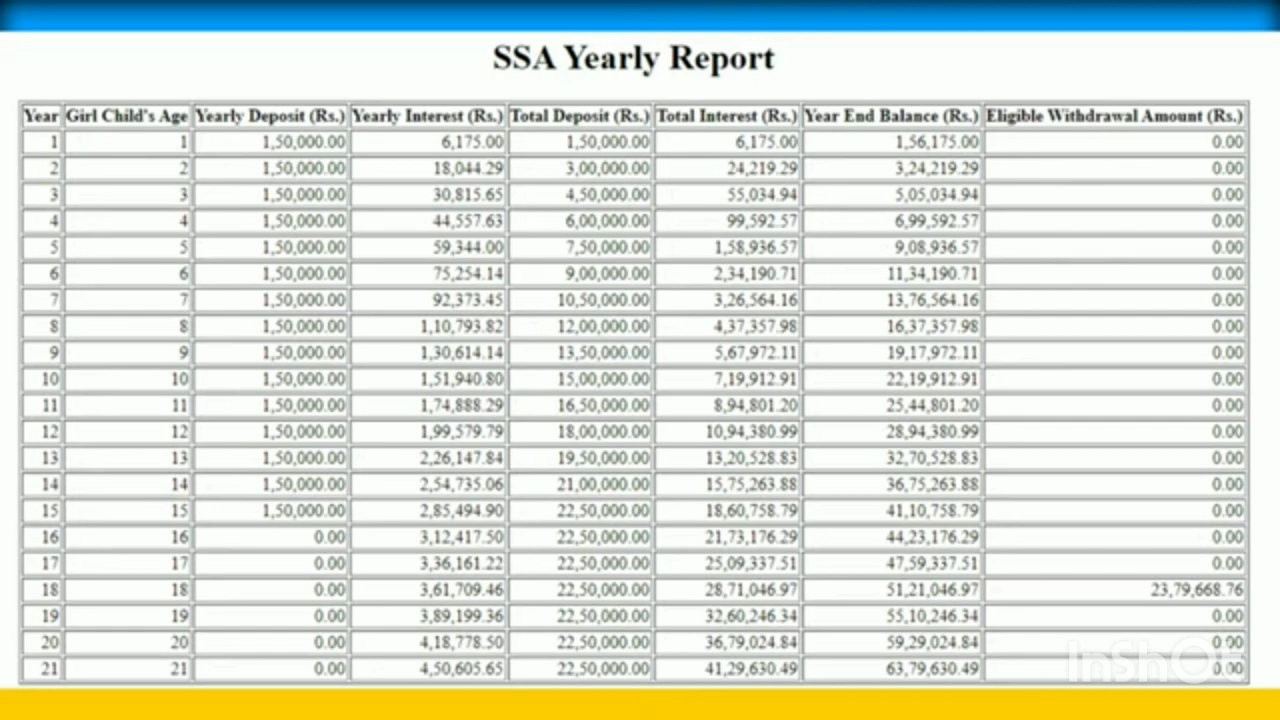 SSA Yearly Report
Year Girl Child's Age Yearly Deposit (Rs.) Yearly Interest (Rs.) Total Deposit (Rs.) Total Interest (Rs.) Year End Balance (Rs.) Eligible Withdrawal Amount (Rs.)
1 1 1,50,000.00 6,175.00 1,50,000.00 6,175.00 1,56,175.00 0.00
2 2 1,50,000.00 18,044.29 3,00,000.00 24,219.29 3,24,219.29 0.00
3 3 1,50,000.00 30,815.65 4,50,000.00 55,034.94 5,05,034.94 0.00
4 4 1,50,000.00 44,557.63 6,00,000.00 99,592.57 6,99,592.57 0.00
5 5 1,50,000.00 59,344.00 7,50,000.00 1,58,936.57 9,08,936.57 0.00
6 6 1,50,000.00 75,254.14 9,00,000.00 2,34,190.71 11,34,190.71 0.00
7 7 1,50,000.00 92,373.45 10,50,000.00 3,26,564.16 13,76,564.16 0.00
8 8 1,50,000.00 1,10,793.82 12,00,000.00 4,37,357.98 16,37,357.98 0.00
9 9 1,50,000.00 1,30,614.14 13,50,000.00 5,67,972.11 19,17,972.11 0.00
10 10 1,50,000.00 1,51,940.80 15,00,000.00 7,19,912.91 22,19,912.91 0.00
11 11 1,50,000.00 1,74,888.29 16,50,000.00 8,94,801.20 25,44,801.20 0.00
12 12 1,50,000.00 1,99,579.79 18,00,000.00 10,94,380.99 28,94,380.99 0.00
13 13 1,50,000.00 2,26,147.84 19,50,000.00 13,20,528.83 32,70,528.83 0.00
14 14 1,50,000.00 2,54,735.06 21,00,000.00 15,75,263.88 36,75,263.88 0.00
15 15 1,50,000.00 2,85,494.90 22,50,000.00 18,60,758.79 41,10,758.79 0.00
16 16 0.00 3,12,417.50 22,50,000.00 21,73,176.29 44,23,176.29 0.00
17 17 0.00 3,36,161.22 22,50,000.00 25,09,337.51 47,59,337.51 0.00
18 18 0.00 3,61,709.46 22,50,000.00 28,71,046.97 51,21,046.97 23,79,668.76
19 19 0.00 3,89,199.36 22,50,000.00 32,60,246.34 55,10,246.34 0.00
20 20 0.00 4,18,778.50 22,50,000.00 36,79,024.84 59,29,024.84 0.00
21 21 0.00 4,50,605.65 22,50,000.00 41,29,630.49 63,79,630.49 0.00
InShOt